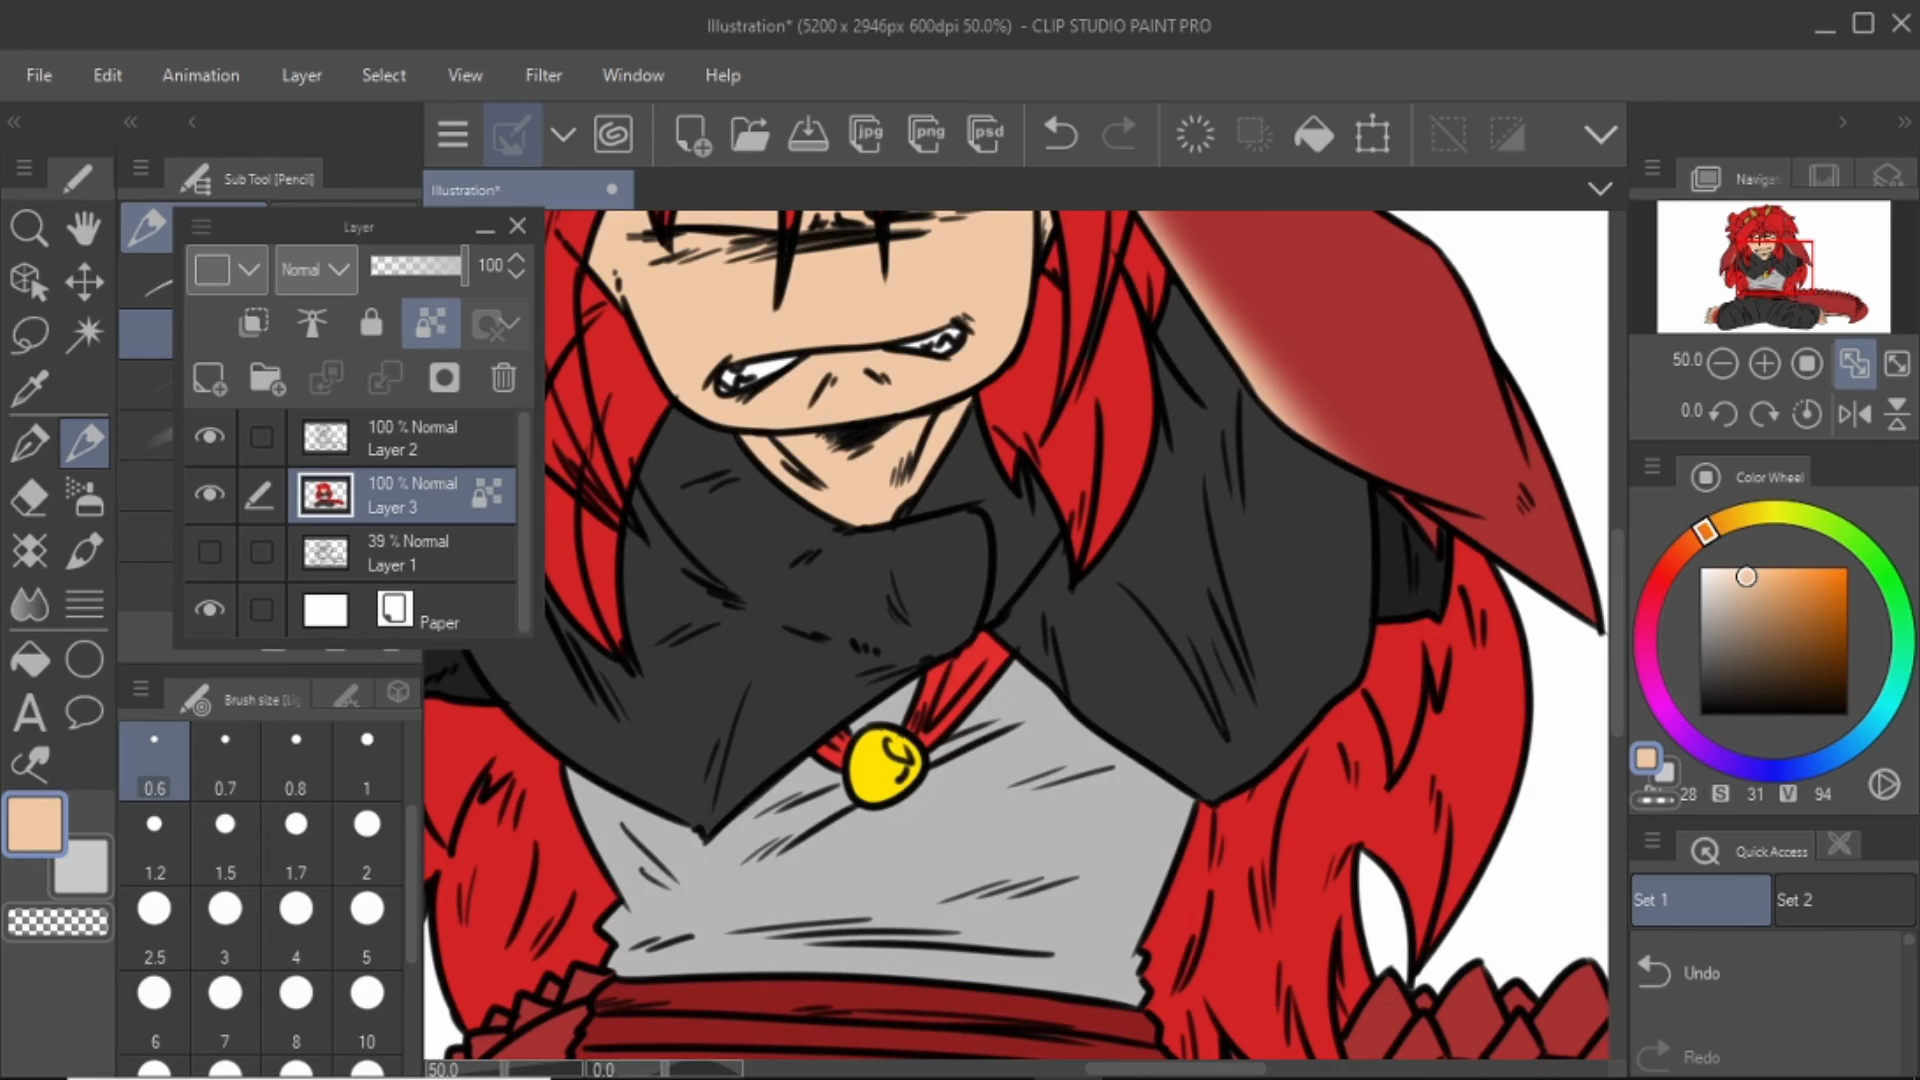 Illustration* (5200 x 2946px 600dpi 50.0%) - CLIP STUDIO PAINT PRO
File Edit Animation Layer Select View Filter Window Help
jpg png psd
Sub Tool [Pencil]
Illustration*
Layer
Normal 100
100 % Normal
Layer 2
100 % Normal
Layer 3
39 % Normal
Layer 1
Paper
Brush size
0.6 0.7 0.8 1
1.2 1.5 1.7 2
2.5 3 4 5
6 7 8 10
50.0 0.0
50.0
0.0
Color Wheel
28 S 31 V 94
Quick Access
Set 1 Set 2
Undo
Redo
A